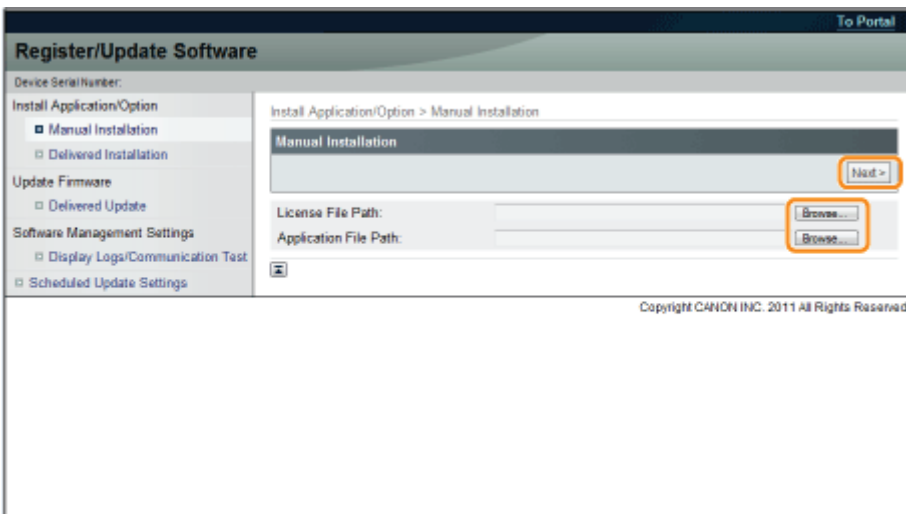 To Portal
Register/Update Software
Device Serial Number:
Install Application/Option
Manual Installation
Delivered Installation
Update Firmware
Delivered Update
Software Management Settings
Display Logs/Communication Test
Scheduled Update Settings
Install Application/Option > Manual Installation
Manual Installation
Next >
License File Path:
Browse...
Application File Path:
Browse...
Copyright CANON INC. 2011 All Rights Reserved